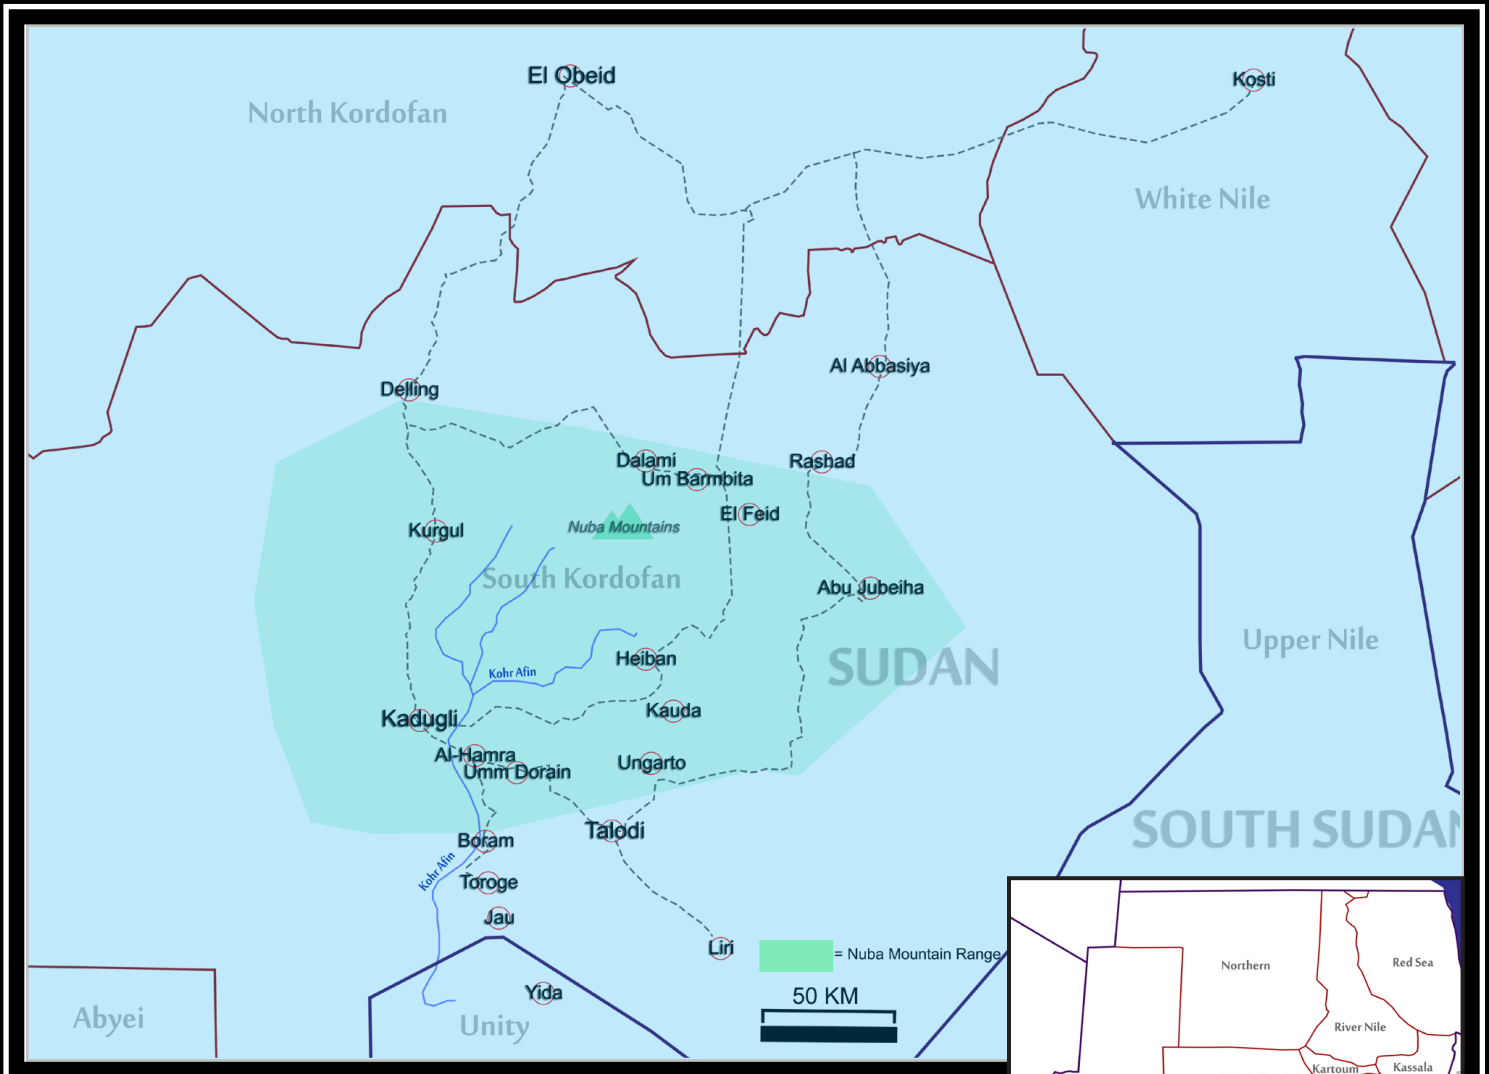 El Obeid
Kosti
North Kordofan
White Nile
Al Abbasiya
Delling
Dalami
Rashad
Um Barmbita
El Feid
Nuba Mountains
Kurgul
South Kordofan
Abu Jubeiha
Upper Nile
Heiban
SUDAN
Kohr Afin
Kauda
Kadugli
Al-Hamra
Ungarto
Umm Dorain
Talodi
SOUTH SUDAN
Boram
Kohr Afin
Toroge
Jau
Liri
= Nuba Mountain Range
Northern
Red Sea
Yida
50 KM
Abyei
Unity
River Nile
Kartoum
Kassala